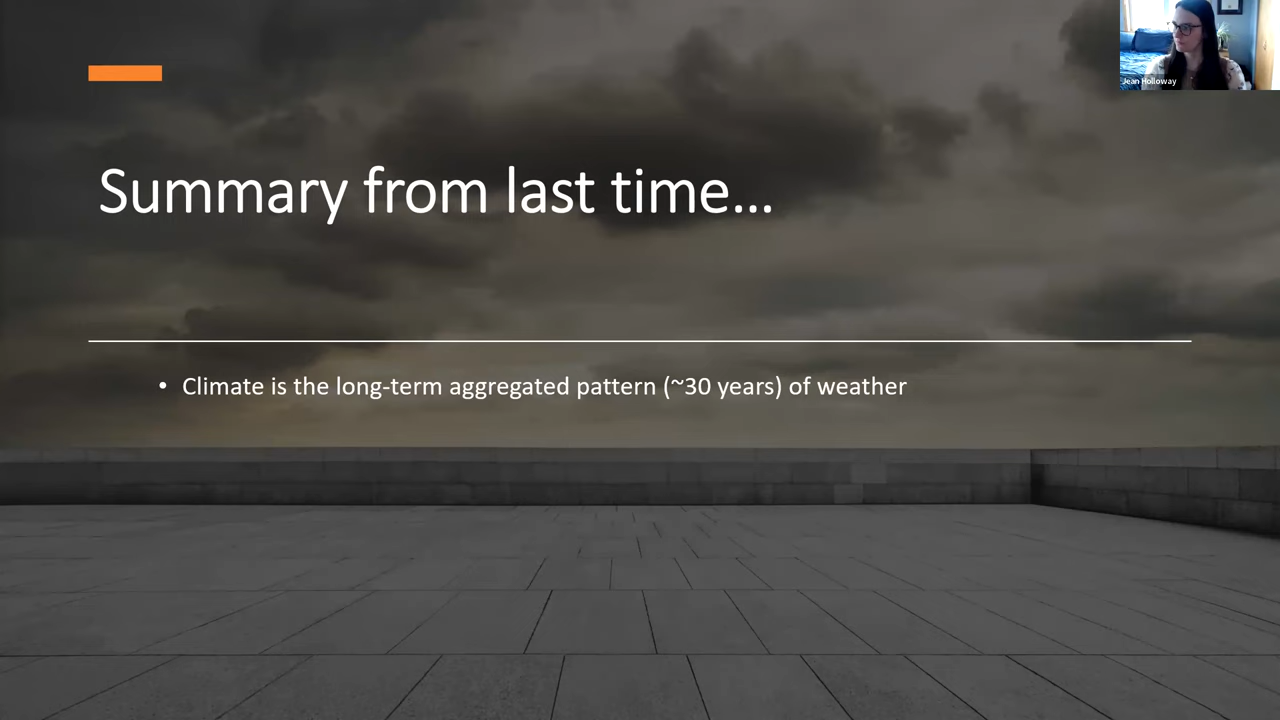 Jean Holloway
Summary from last time...
• Climate is the long-term aggregated pattern (~30 years) of weather